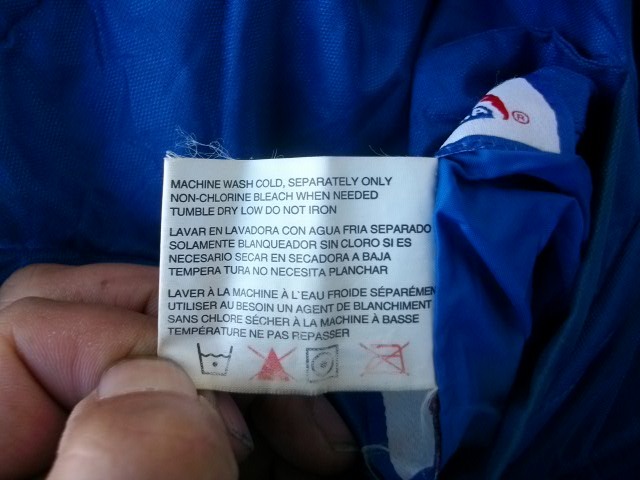 MACHINE WASH COLD, SEPARATELY ONLY
NON-CHLORINE BLEACH WHEN NEEDED
TUMBLE DRY LOW DO NOT IRON
LAVAR EN LAVADORA CON AGUA FRIA SEPARADO
SOLAMENTE BLANQUEADOR SIN CLORO SI ES
NECESARIO SECAR EN SECADORA A BAJA
TEMPERA TURA NO NECESITA PLANCHAR
LAVER À LA MACHINE À L'EAU FROIDE SÉPARÉMEN
UTILISER AU BESOIN UN AGENT DE BLANCHIMENT
SANS CHLORE SÉCHER À LA MACHINE À BASSE
TEMPÉRATURE NE PAS REPASSER
®